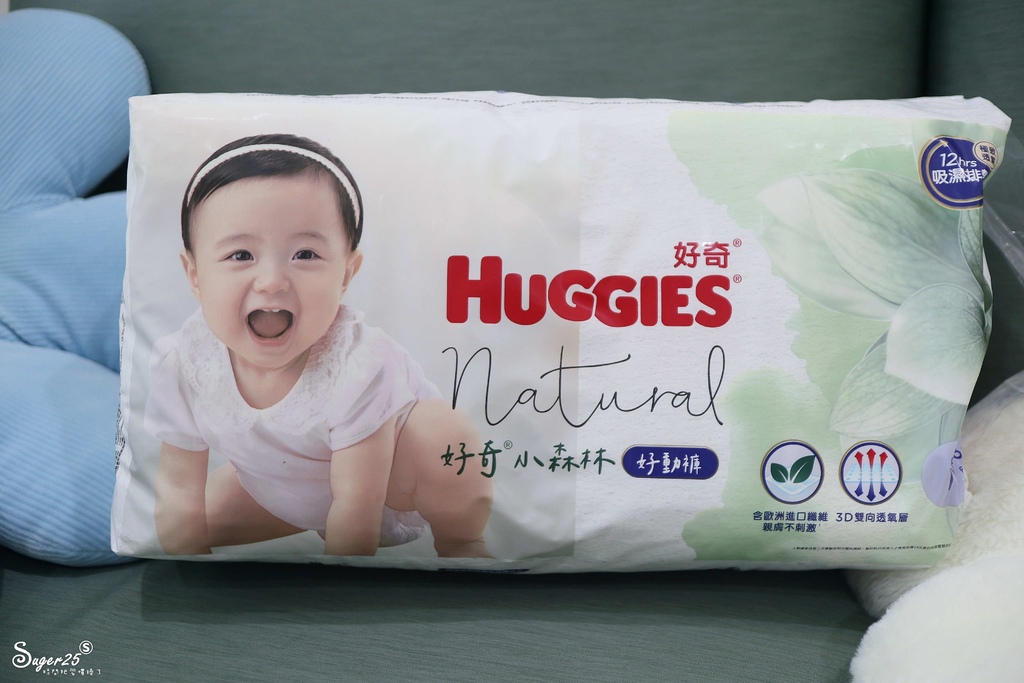 12hrs
吸濕排
好奇®
HUGGIES®
natural
好奇®小森林 好動褲
含歐洲進口纖維
親膚不刺激
3D雙向透氧層
Suger25